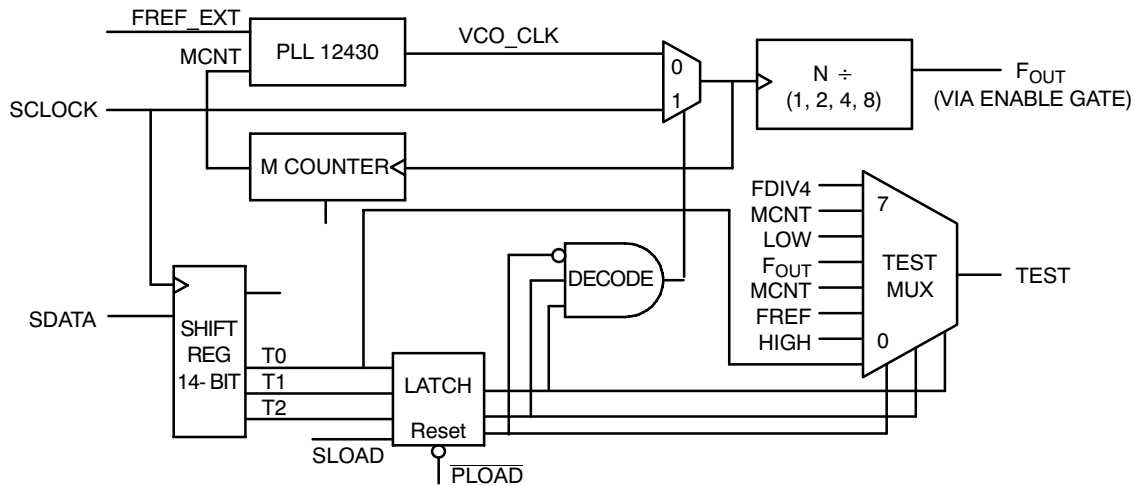 FREF_EXT
MCNT
PLL 12430
VCO_CLK
SCLOCK
0
1
N ÷
(1, 2, 4, 8)
FOUT
(VIA ENABLE GATE)
M COUNTER
FDIV4
MCNT
LOW
FOUT
MCNT
FREF
HIGH
7
TEST
MUX
0
TEST
DECODE
SDATA
SHIFT
REG
14- BIT
T0
T1
T2
LATCH
Reset
SLOAD
PLOAD